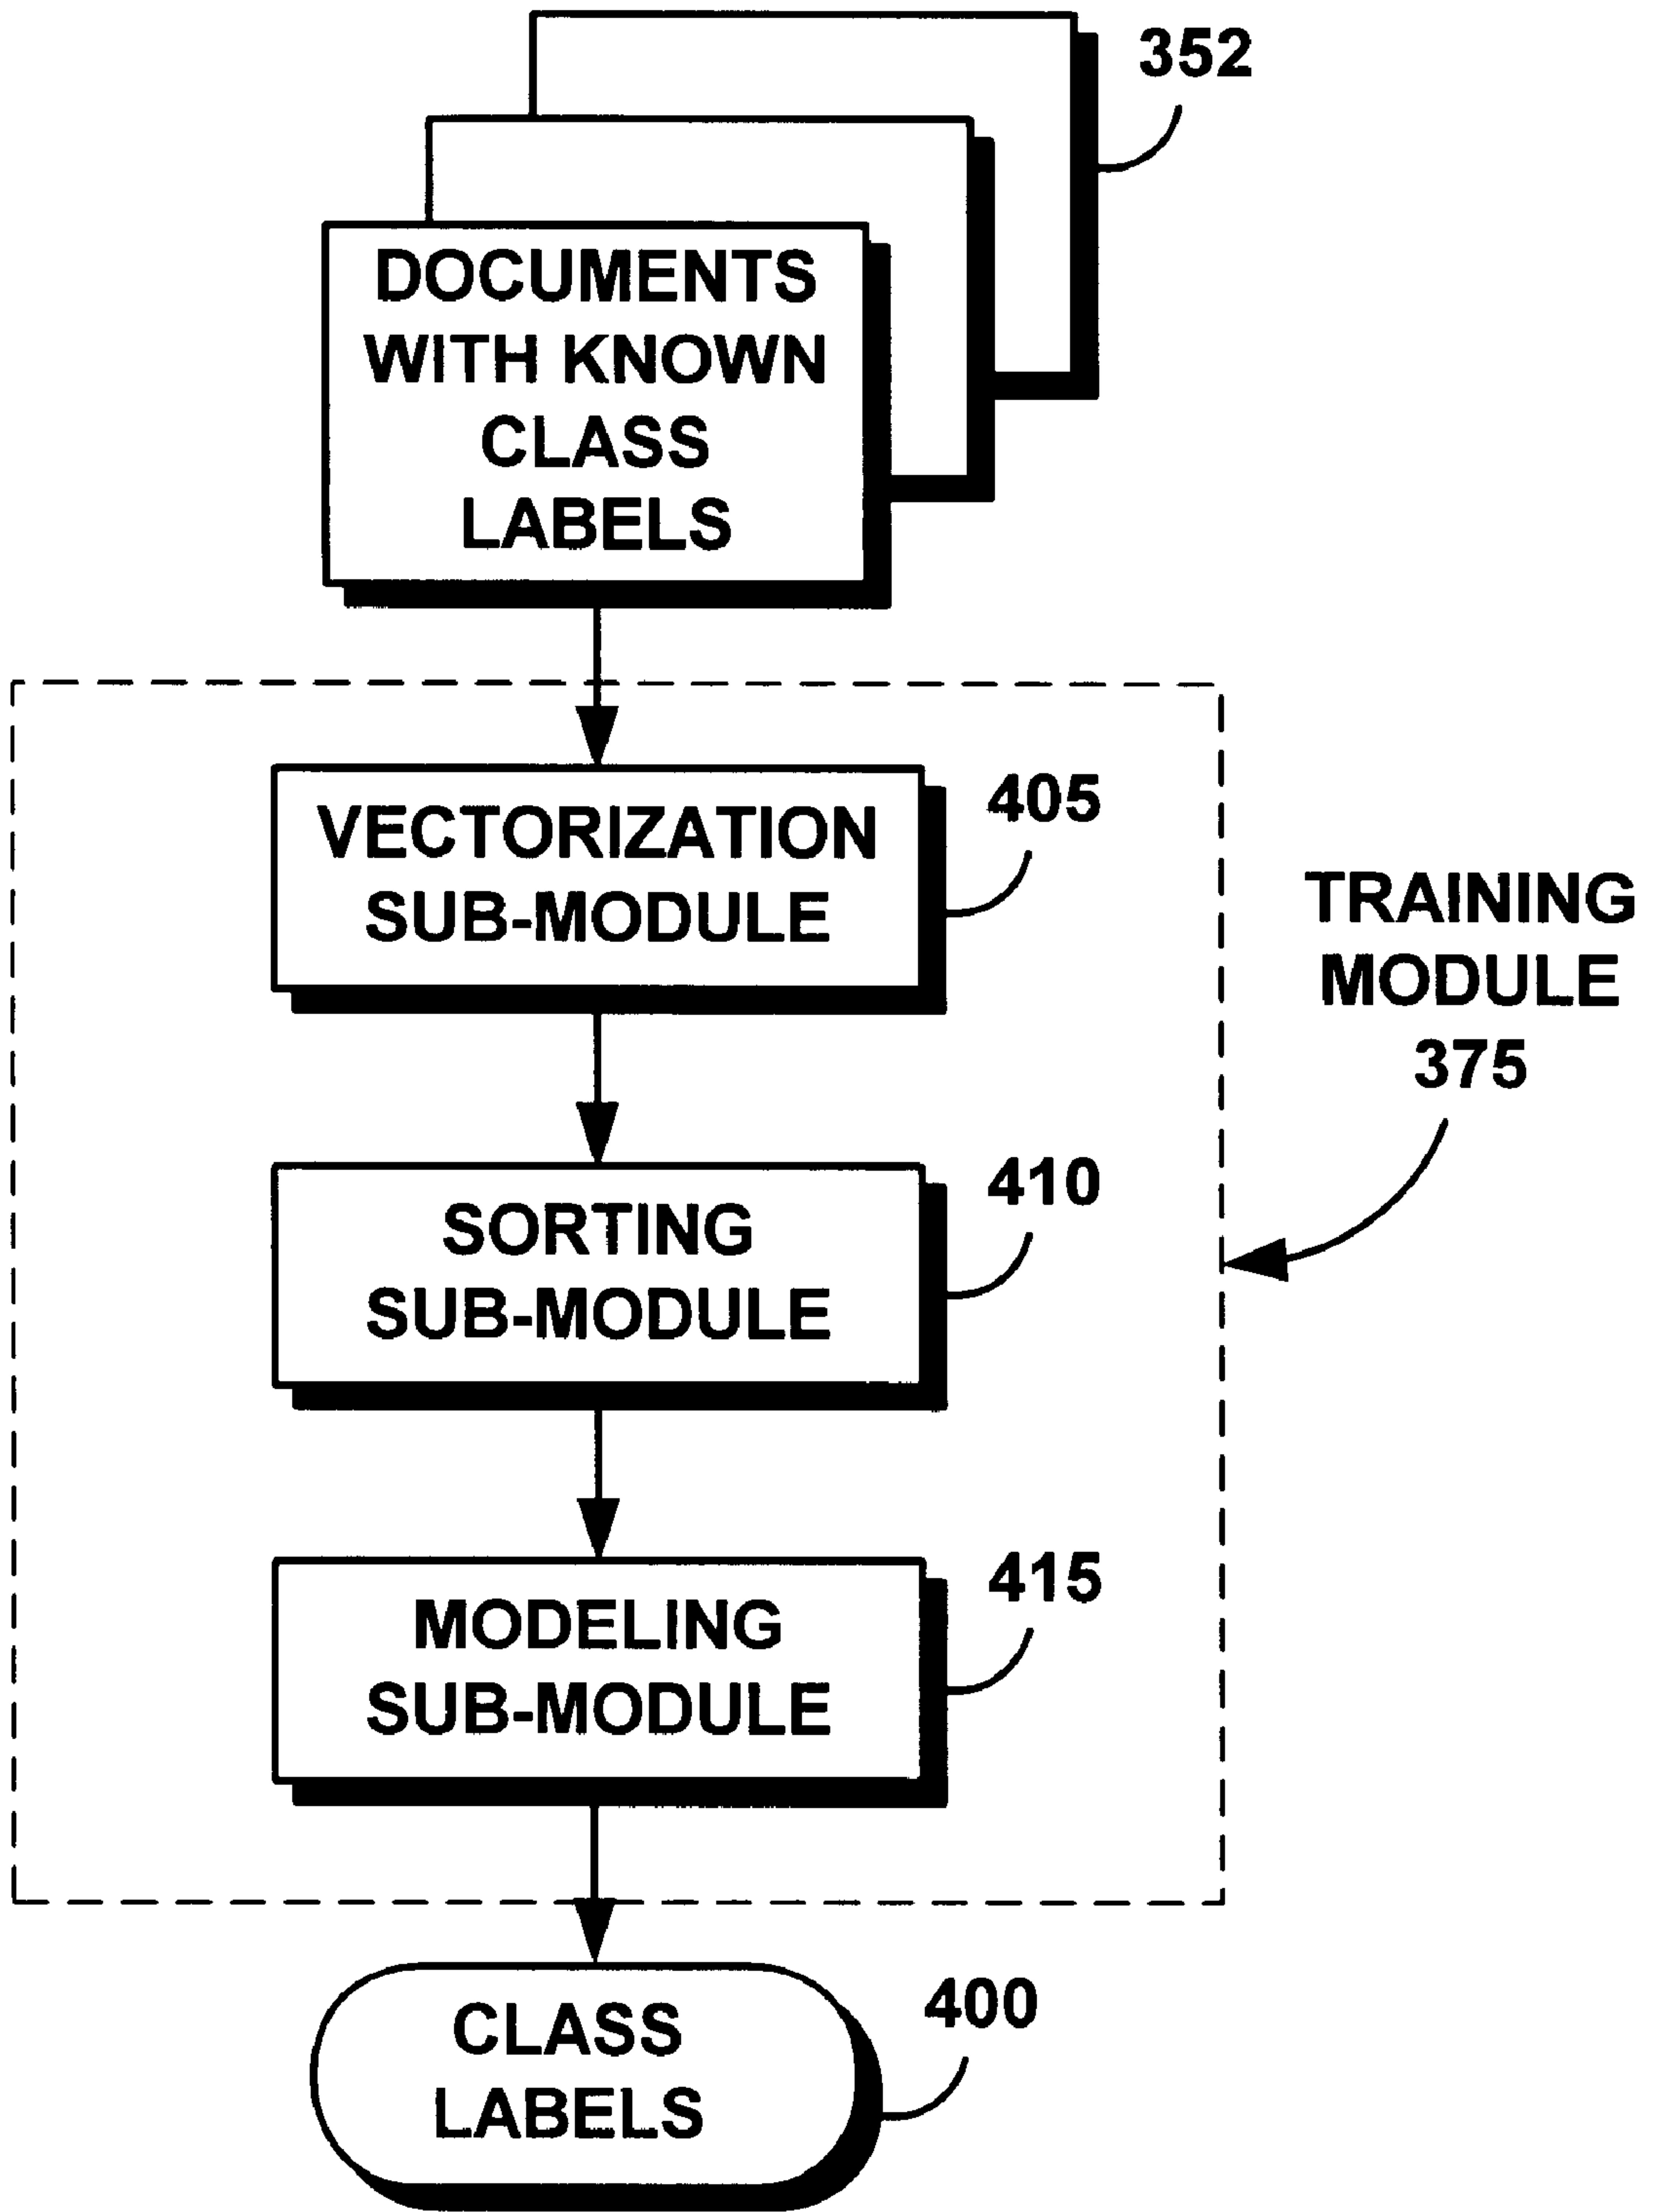 352
DOCUMENTS
WITH KNOWN
CLASS
LABELS
VECTORIZATION
SUB-MODULE
405
TRAINING
MODULE
375
SORTING
SUB-MODULE
410
MODELING
SUB-MODULE
415
CLASS
LABELS
400